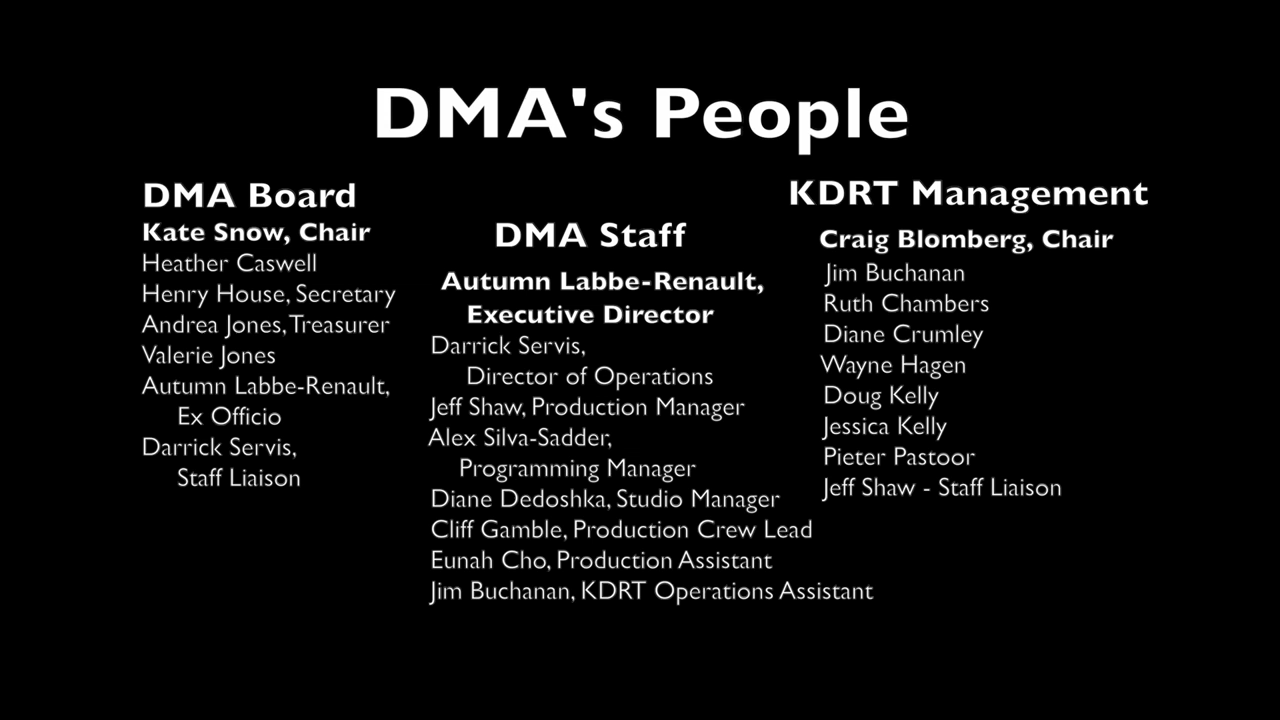 DMA's People
DMA Board
Kate Snow, Chair
Heather Caswell
Henry House, Secretary
Andrea Jones, Treasurer
Valerie Jones
Autumn Labbe-Renault,
Ex Officio
Darrick Servis,
Staff Liaison
DMA Staff
Autumn Labbe-Renault,
Executive Director
Darrick Servis,
Director of Operations
Jeff Shaw, Production Manager
Alex Silva-Sadder,
Programming Manager
Diane Dedoshka, Studio Manager
Cliff Gamble, Production Crew Lead
Eunah Cho, Production Assistant
Jim Buchanan, KDRT Operations Assistant
KDRT Management
Craig Blomberg, Chair
Jim Buchanan
Ruth Chambers
Diane Crumley
Wayne Hagen
Doug Kelly
Jessica Kelly
Pieter Pastoor
Jeff Shaw - Staff Liaison